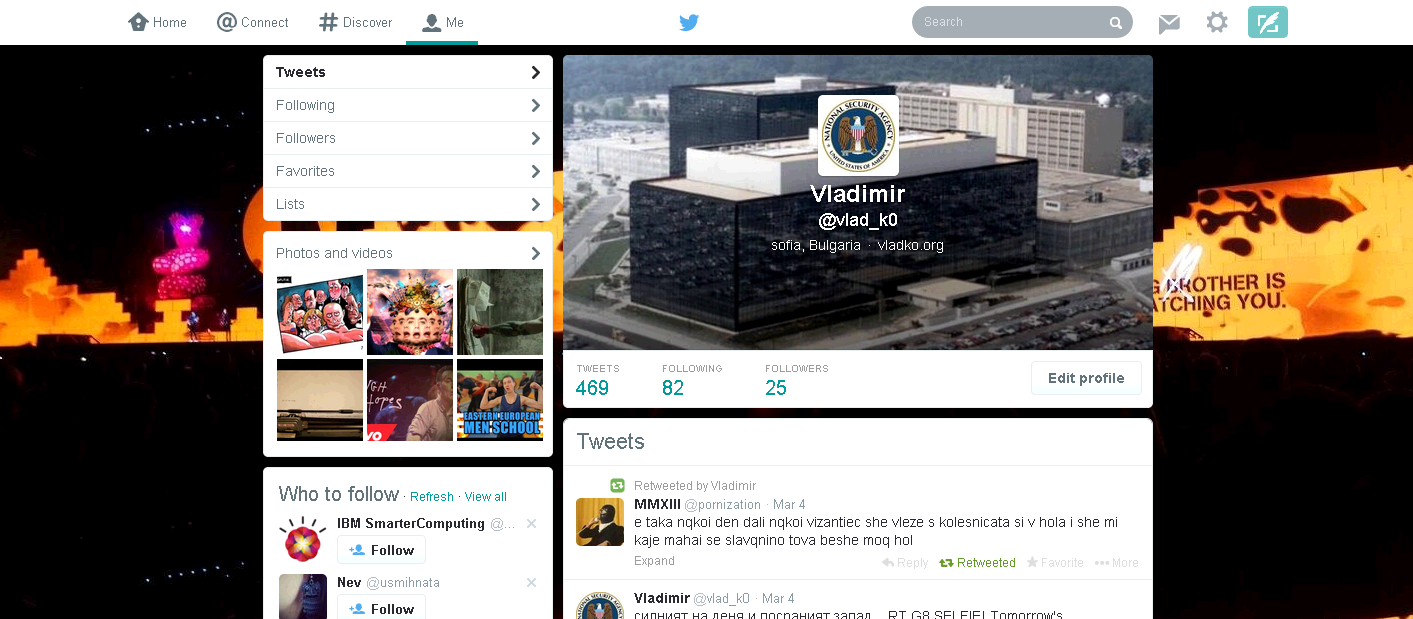 Home
Connect
Discover
Me
Search
Tweets
Following
Followers
Favorites
Lists
Photos and videos
EASTERN EUROPEAN
MEN SCHOOL
Who to follow · Refresh · View all
IBM SmarterComputing @...
Follow
Nev @usmihnata
Follow
NATIONAL SECURITY AGENCY
UNITED STATES OF AMERICA
Vladimir
@vlad_k0
sofia, Bulgaria · vladko.org
BROTHER IS
TCHING YOU.
TWEETS
469
FOLLOWING
82
FOLLOWERS
25
Edit profile
Tweets
Retweeted by Vladimir
MMXIII @pornization · Mar 4
e taka nqkoi den dali nqkoi vizantiec she vleze s kolesnicata si v hola i she mi
kaje mahai se slavqnino tova beshe moq hol
Expand
Reply
Retweeted
Favorite
More
Vladimir @vlad_k0 · Mar 4
силният на деня и поспаният запад... RT G8 SELFIE! Tomorrow's